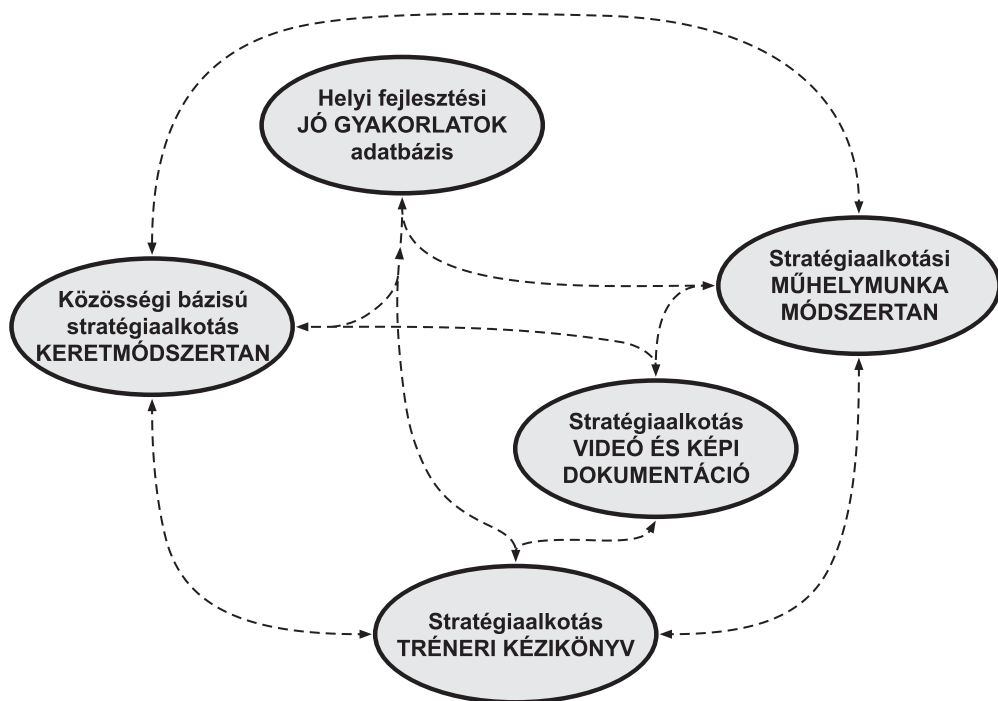 Helyi fejlesztési
JÓ GYAKORLATOK
adatbázis
Közösségi bázisú
stratégiaalkotás
KERETMÓDSZERTAN
Stratégiaalkotási
MŰHELYMUNKA
MÓDSZERTAN
Stratégiaalkotás
VIDEÓ ÉS KÉPI
DOKUMENTÁCIÓ
Stratégiaalkotás
TRÉNERI KÉZIKÖNYV